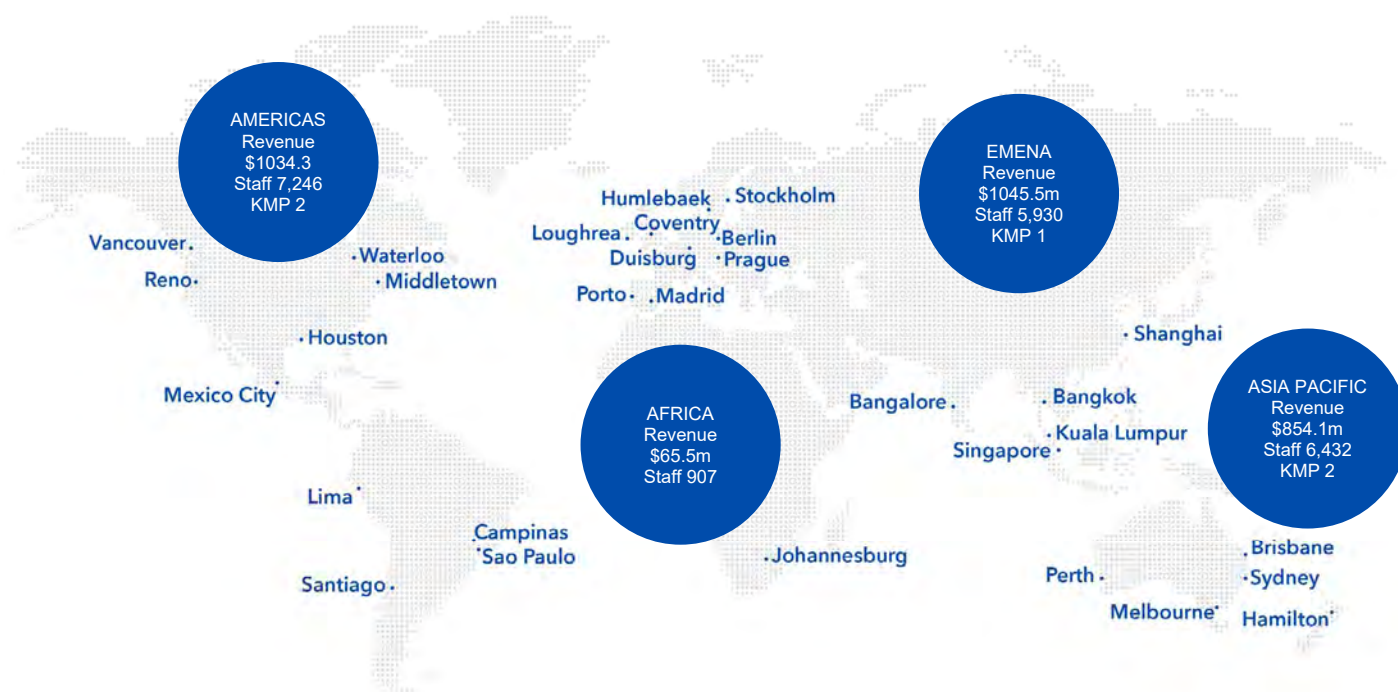 AMERICAS
Revenue
$1034.3
Staff 7,246
KMP 2
EMENA
Revenue
$1045.5m
Staff 5,930
KMP 1
Humlebaek
Stockholm
Coventry
Loughrea
Berlin
Duisburg
Prague
Porto
Madrid
Vancouver
Waterloo
Reno
Middletown
Houston
Mexico City
Shanghai
ASIA PACIFIC
Revenue
$854.1m
Staff 6,432
KMP 2
Bangalore
Bangkok
Kuala Lumpur
Singapore
AFRICA
Revenue
$65.5m
Staff 907
Lima
Campinas
Sao Paulo
Santiago
Johannesburg
Perth
Brisbane
Sydney
Melbourne
Hamilton